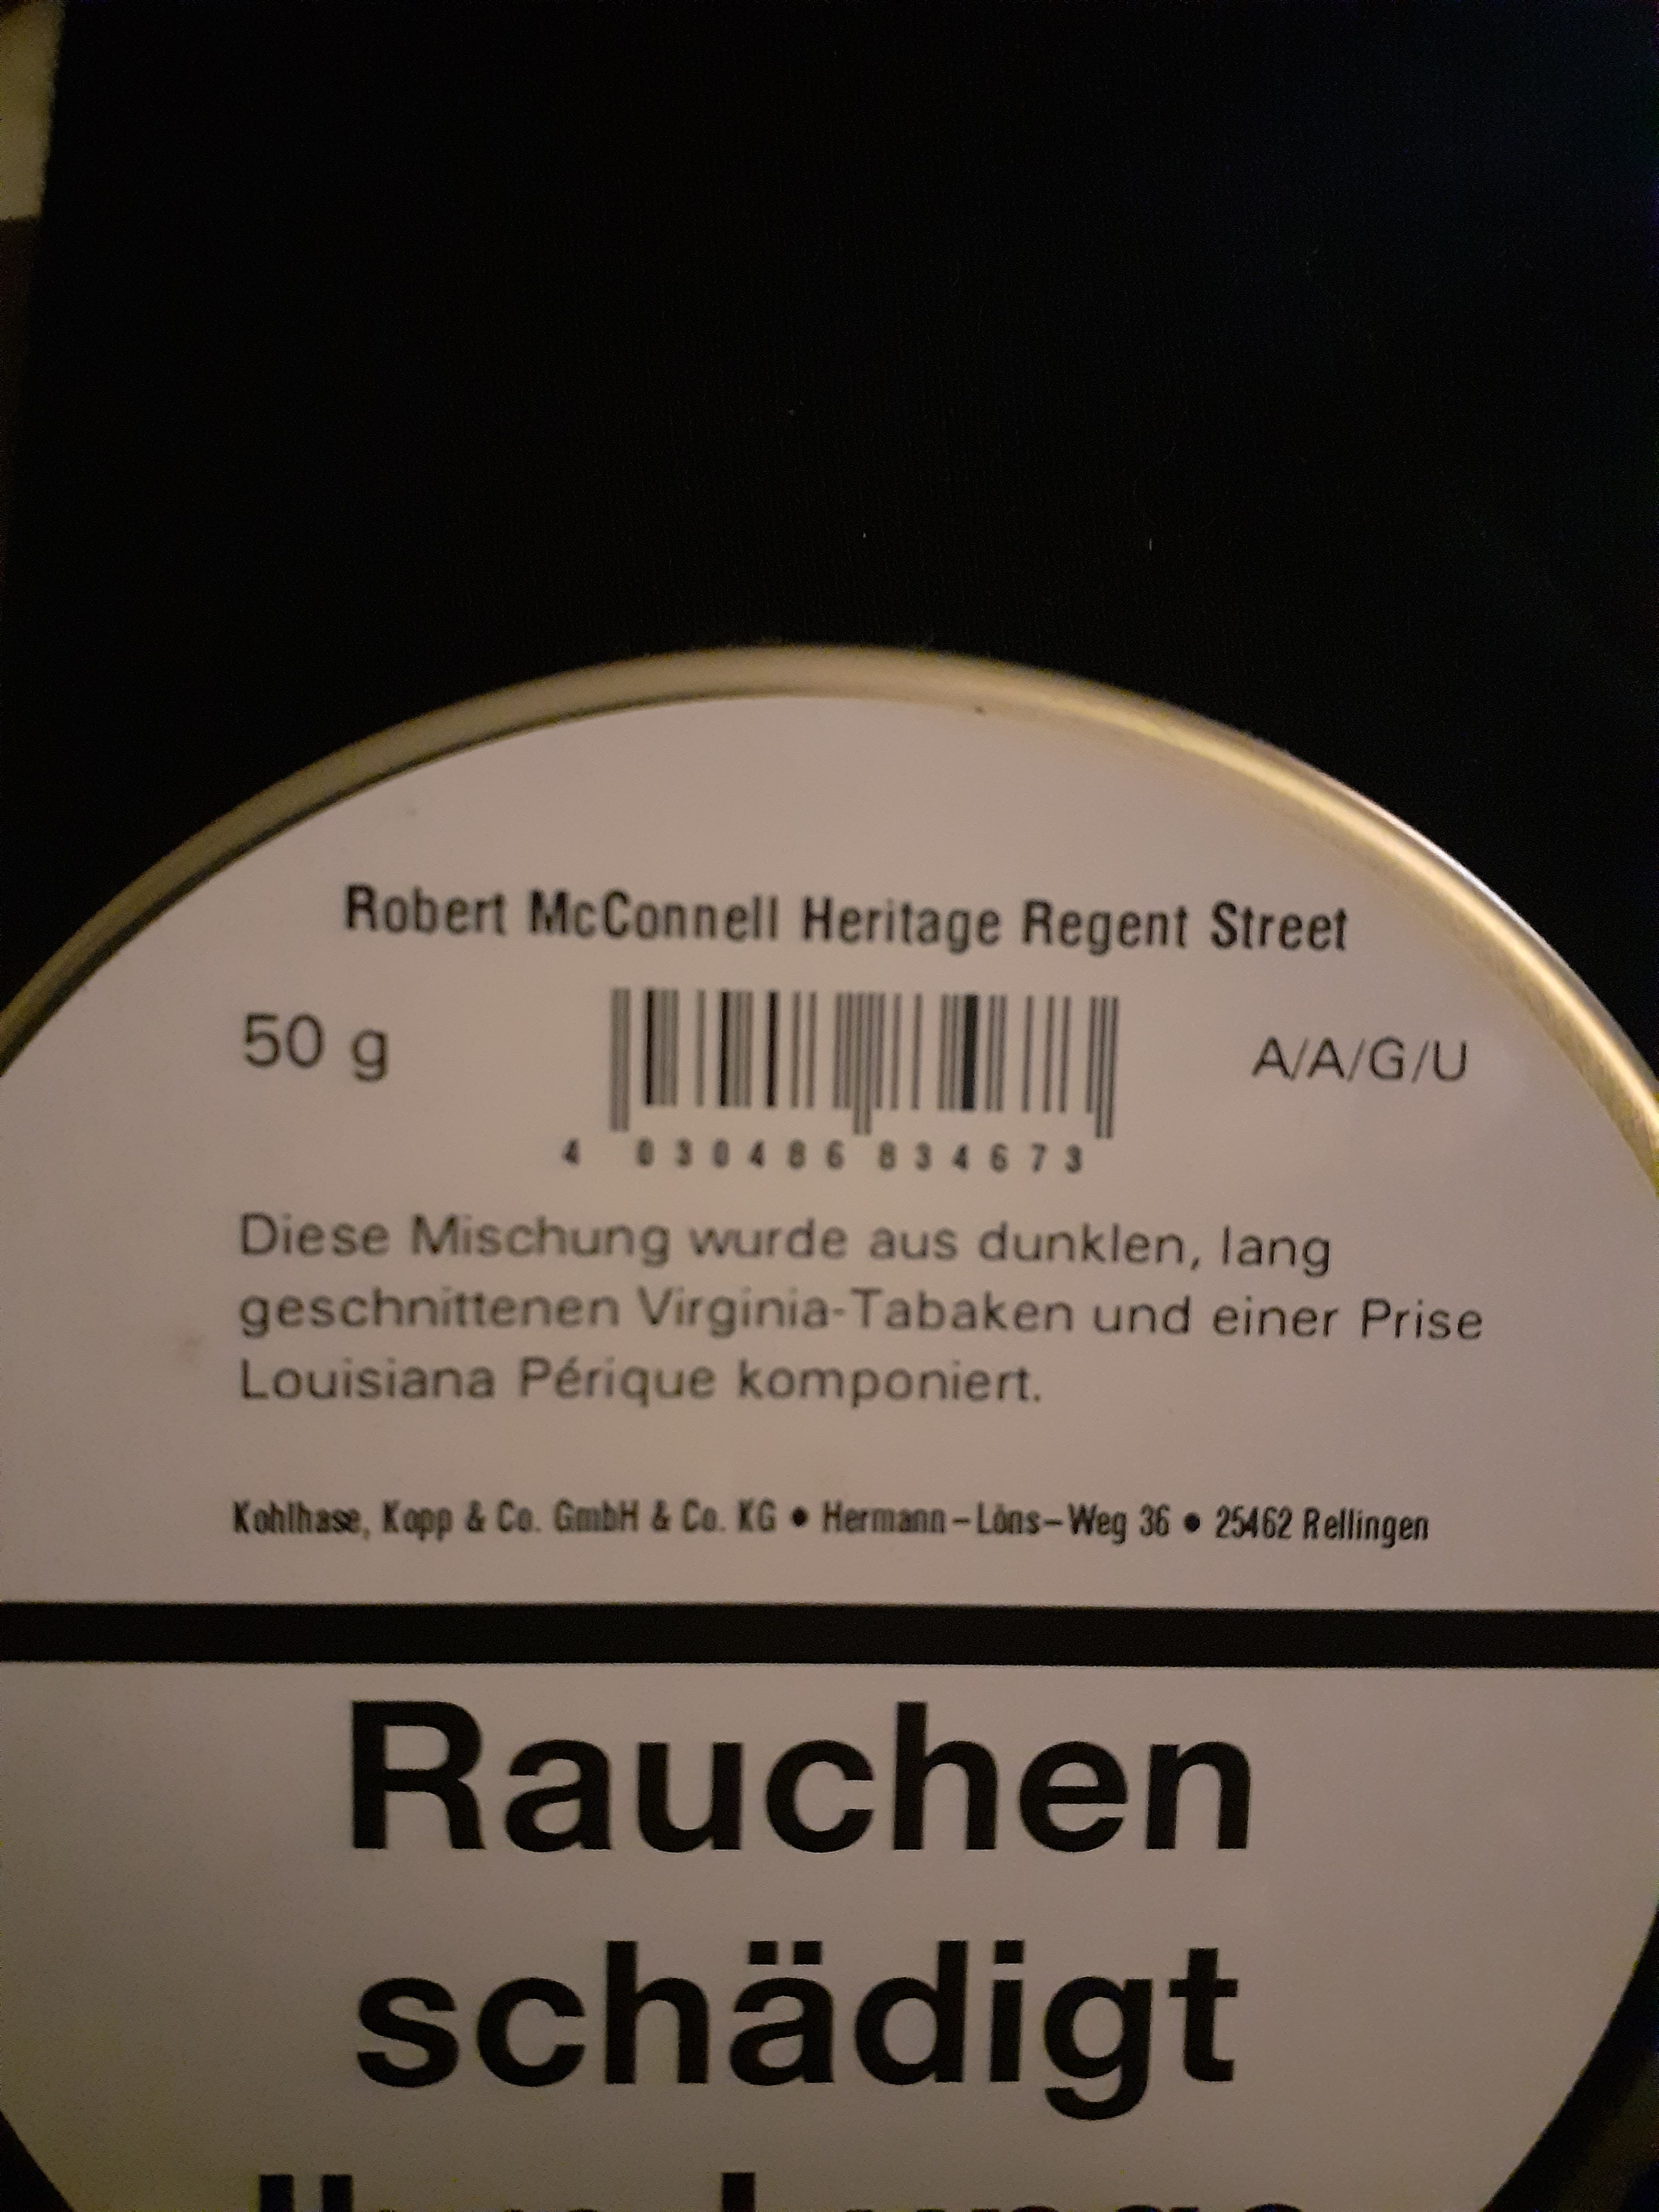 Robert McConnell Heritage Regent Street
50 g
A/A/G/U
4 030486 834673
Diese Mischung wurde aus dunklen, lang
geschnittenen Virginia-Tabaken und einer Prise
Louisiana Périque komponiert.
Kohlhase, Kopp & Co. GmbH & Co. KG • Hermann-Löns-Weg 36 • 25462 Rellingen
Rauchen
schädigt